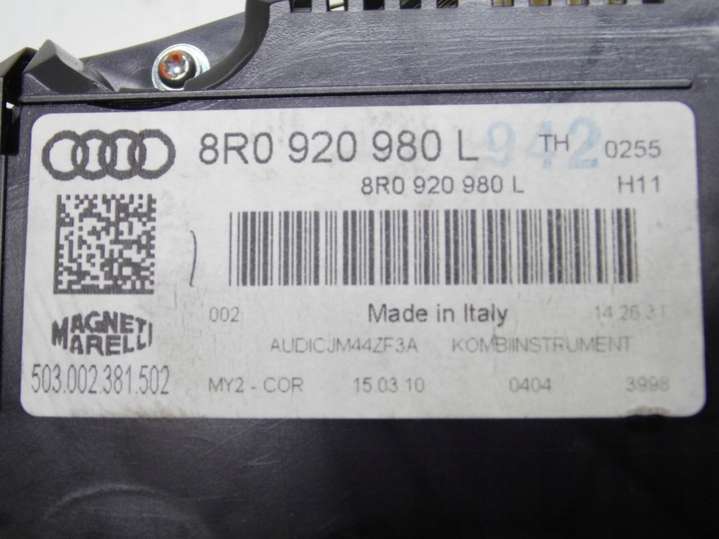 8R0 920 980 L 942 TH 0255
8R0 920 980 L H11
002 Made in Italy 14:26:31
MAGNETI MARELLI
AUDICJM44ZF3A KOMBIINSTRUMENT
503.002.381.502 MY2-COR 15.03.10 0404 3998